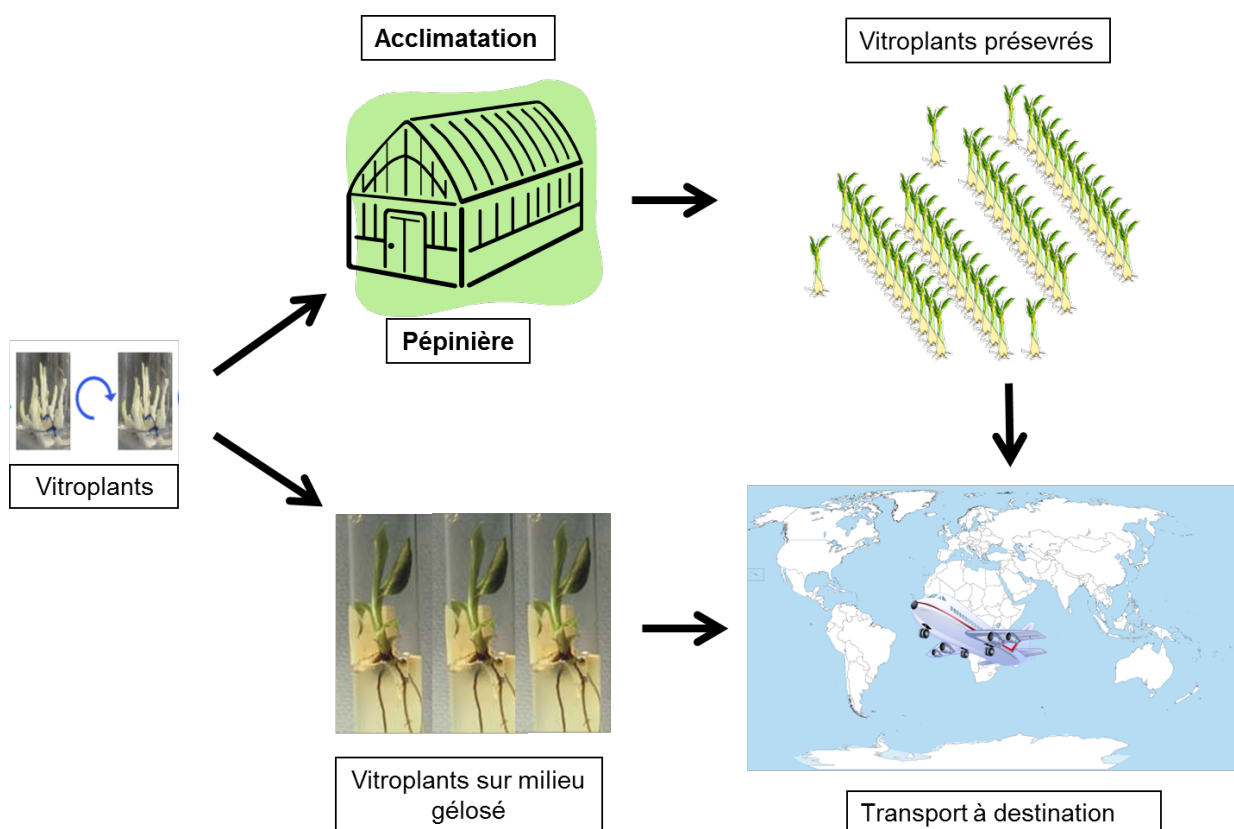 Acclimatation
Vitroplants présevrés
Pépinière
Vitroplants
Vitroplants sur milieu
gélosé
Transport à destination